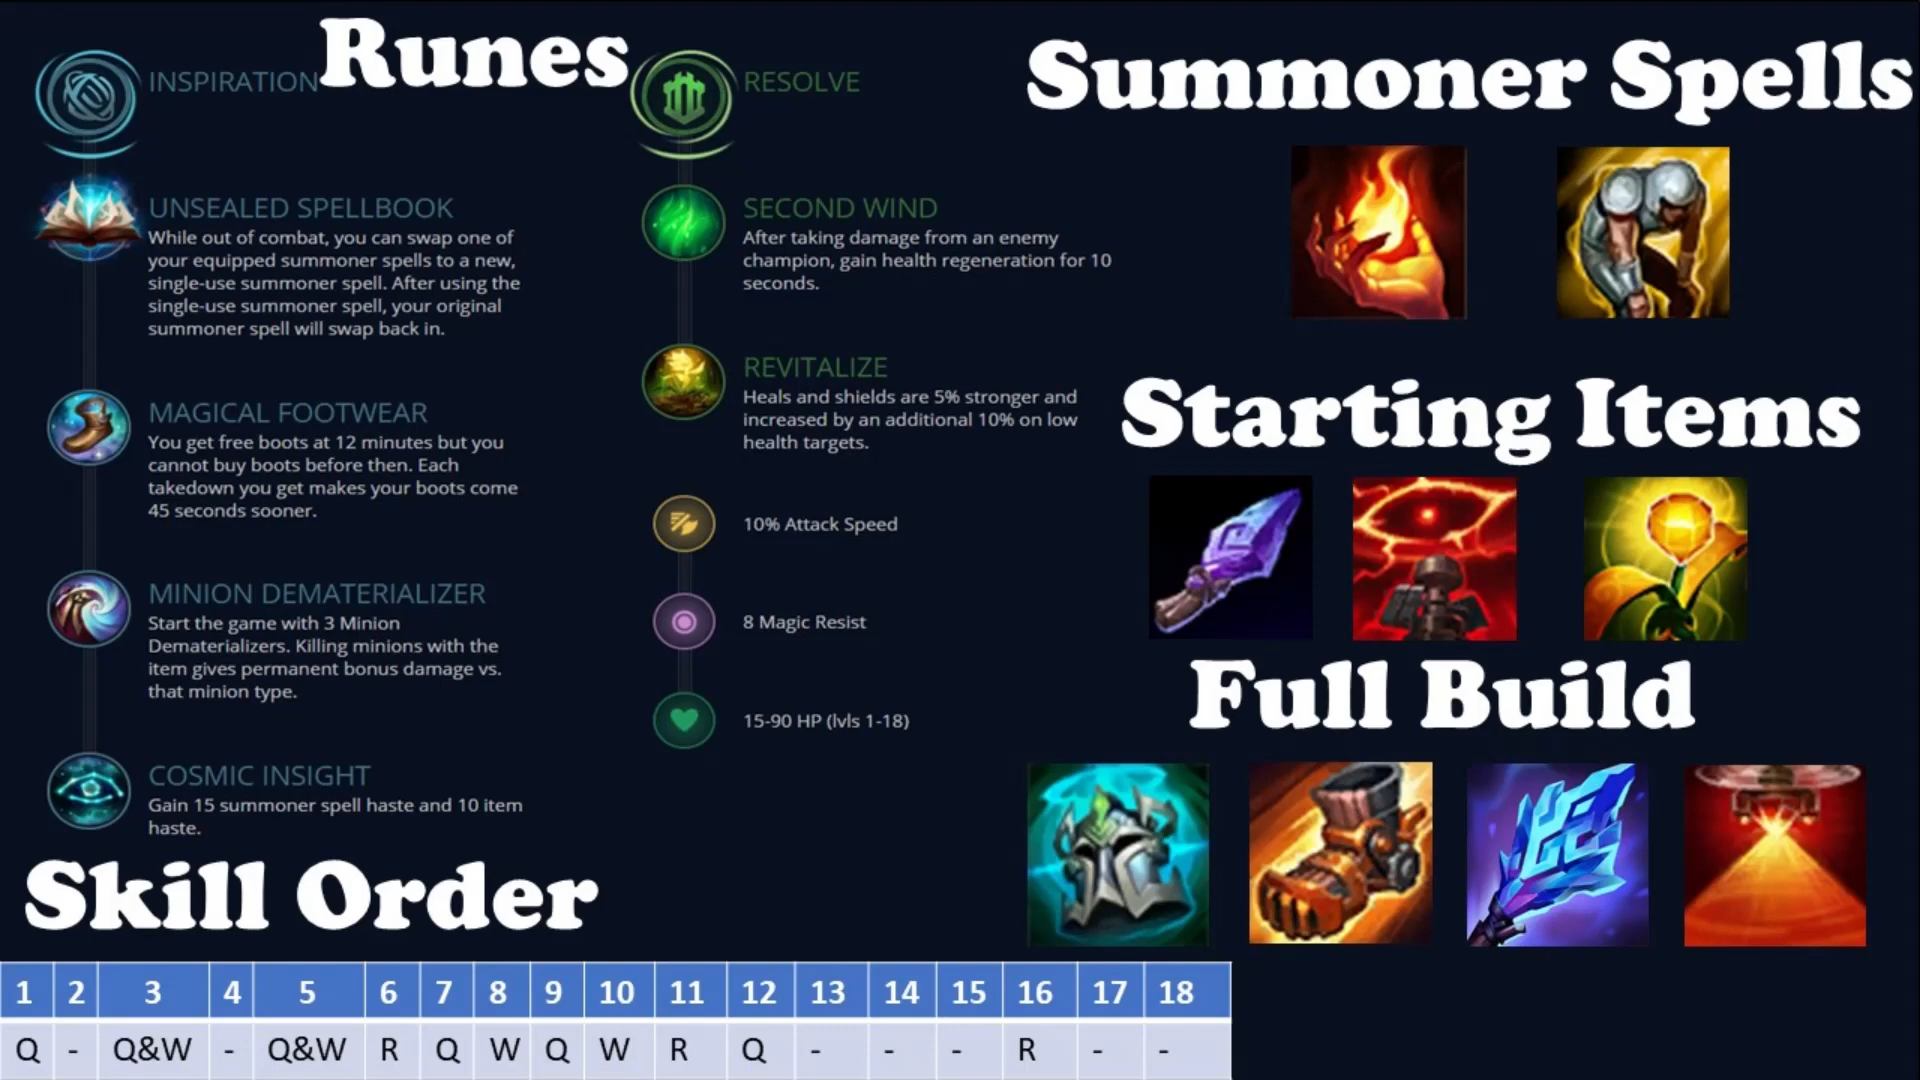 Runes
INSPIRATION
UNSEALED SPELLBOOK
While out of combat, you can swap one of
your equipped summoner spells to a new,
single-use summoner spell. After using the
single-use summoner spell, your original
summoner spell will swap back in.
MAGICAL FOOTWEAR
You get free boots at 12 minutes but you
cannot buy boots before then. Each
takedown you get makes your boots come
45 seconds sooner.
MINION DEMATERIALIZER
Start the game with 3 Minion
Dematerializers. Killing minions with the
item gives permanent bonus damage vs.
that minion type.
COSMIC INSIGHT
Gain 15 summoner spell haste and 10 item
haste.
RESOLVE
SECOND WIND
After taking damage from an enemy
champion, gain health regeneration for 10
seconds.
REVITALIZE
Heals and shields are 5% stronger and
increased by an additional 10% on low
health targets.
10% Attack Speed
8 Magic Resist
15-90 HP (lvls 1-18)
Summoner Spells
Starting Items
Full Build
Skill Order
1 2 3 4 5 6 7 8 9 10 11 12 13 14 15 16 17 18
Q - Q&W - Q&W R Q W Q W R Q - - - R - -